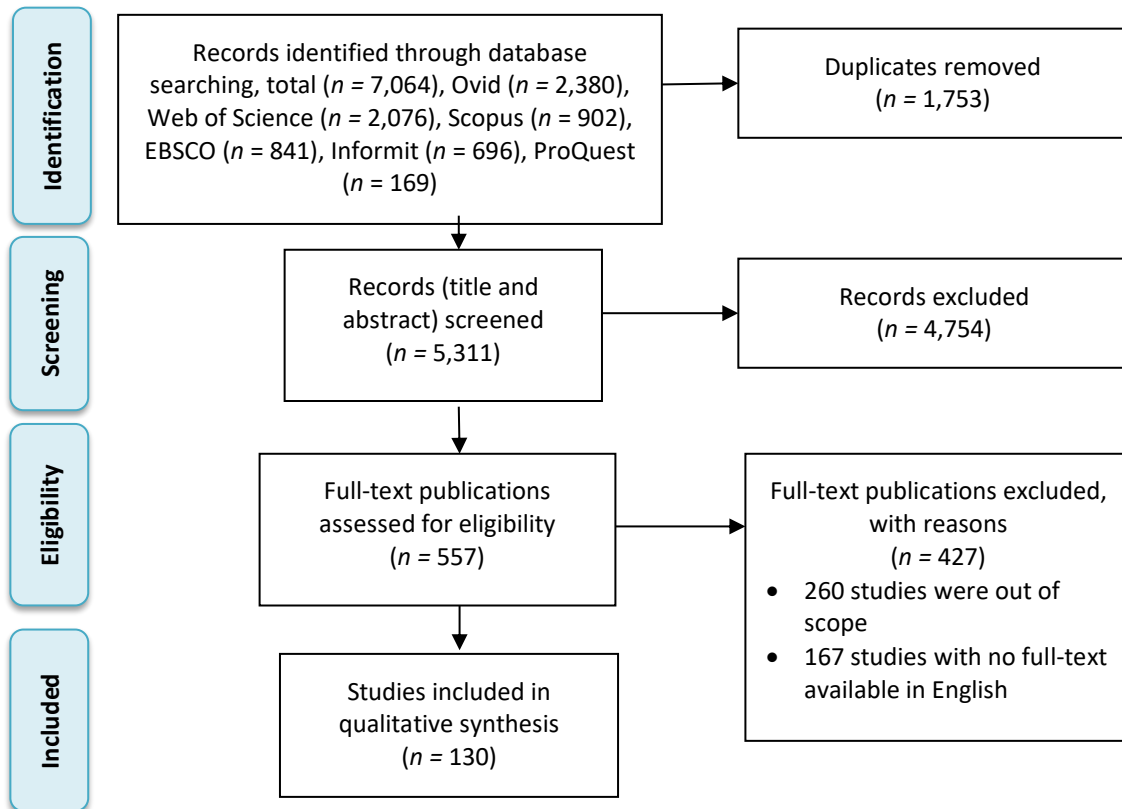 Identification
Records identified through database
searching, total (n = 7,064), Ovid (n = 2,380),
Web of Science (n = 2,076), Scopus (n = 902),
EBSCO (n = 841), Informit (n = 696), ProQuest
(n = 169)
Duplicates removed
(n = 1,753)
Screening
Records (title and
abstract) screened
(n = 5,311)
Records excluded
(n = 4,754)
Eligibility
Full-text publications
assessed for eligibility
(n = 557)
Full-text publications excluded,
with reasons
(n = 427)
• 260 studies were out of
scope
• 167 studies with no full-text
available in English
Included
Studies included in
qualitative synthesis
(n = 130)